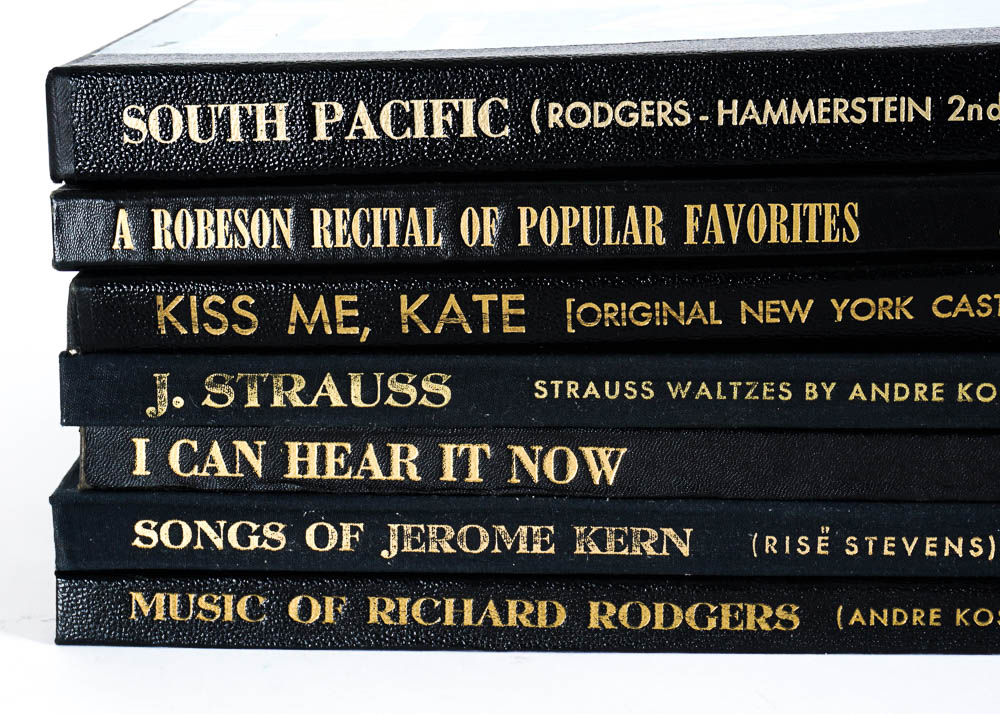 SOUTH PACIFIC (RODGERS - HAMMERSTEIN 2nd
A ROBESON RECITAL OF POPULAR FAVORITES
KISS ME, KATE [ORIGINAL NEW YORK CAST
J. STRAUSS STRAUSS WALTZES BY ANDRE KO
I CAN HEAR IT NOW
SONGS OF JEROME KERN (RISË STEVENS)
MUSIC OF RICHARD RODGERS (ANDRE KOS